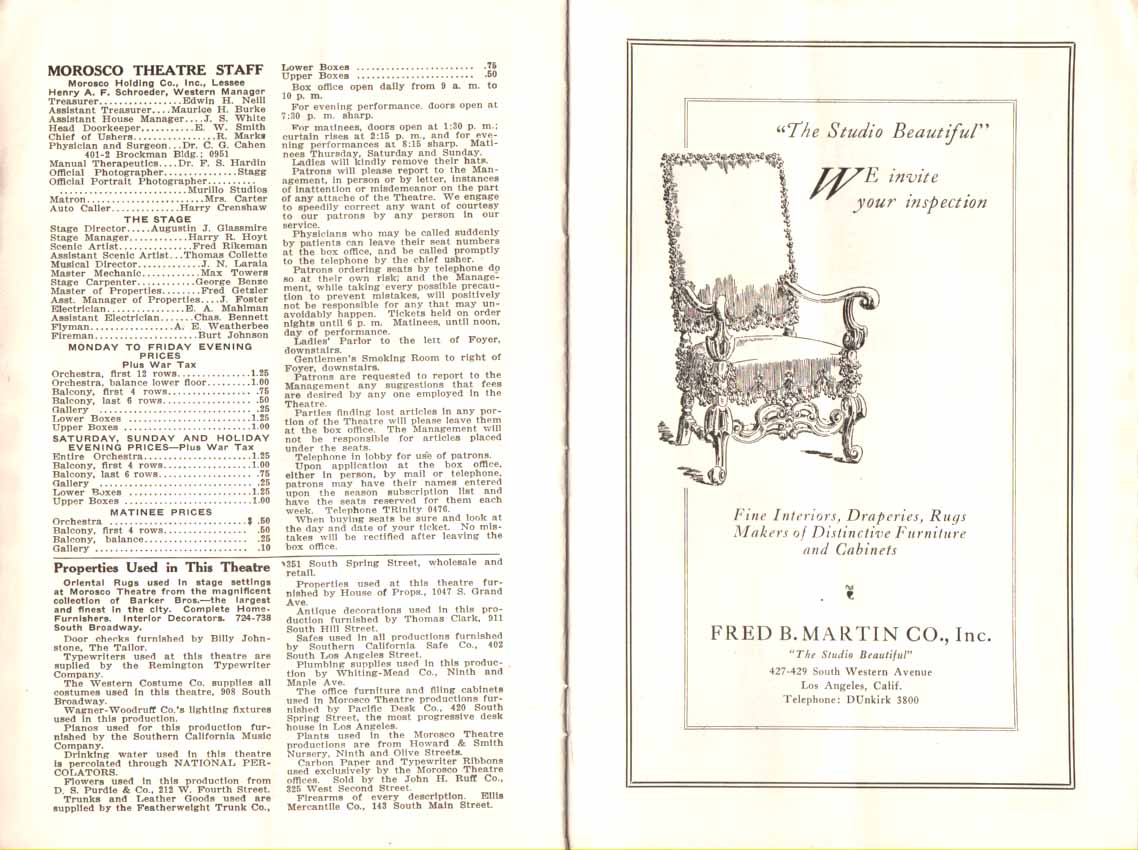 MOROSCO THEATRE STAFF
Morosco Holding Co., Inc., Lessee
Henry A. F. Schroeder, Western Manager
Treasurer.................Edwin H. Neill
Assistant Treasurer....Maurice H. Burke
Assistant House Manager....J. S. White
Head Doorkeeper...........E. W. Smith
Chief of Ushers.................R. Marks
Physician and Surgeon...Dr. C. G. Cahen
401-2 Brockman Bldg.; 0951
Manual Therapeutics....Dr. F. S. Hardin
Official Photographer...............Stagg
Official Portrait Photographer..........
..........................Murillo Studios
Matron........................Mrs. Carter
Auto Caller..............Harry Crenshaw
THE STAGE
Stage Director.....Augustin J. Glassmire
Stage Manager............Harry R. Hoyt
Scenic Artist...............Fred Rikeman
Assistant Scenic Artist...Thomas Collette
Musical Director.............J. N. Laraia
Master Mechanic...........Max Towers
Stage Carpenter............George Benze
Master of Properties........Fred Getzler
Asst. Manager of Properties....J. Foster
Electrician................E. A. Mahlman
Assistant Electrician.......Chas. Bennett
Flyman.................A. E. Weatherbee
Fireman.....................Burt Johnson
MONDAY TO FRIDAY EVENING
PRICES
Plus War Tax
Orchestra, first 12 rows...............1.25
Orchestra, balance lower floor.........1.00
Balcony, first 4 rows................. .75
Balcony, last 6 rows.................. .50
Gallery ............................... .25
Lower Boxes .........................1.25
Upper Boxes ..........................1.00
SATURDAY, SUNDAY AND HOLIDAY
EVENING PRICES—Plus War Tax
Entire Orchestra......................1.25
Balcony, first 4 rows..................1.00
Balcony, last 6 rows.................. .75
Gallery ............................... .25
Lower Boxes .........................1.25
Upper Boxes ..........................1.00
MATINEE PRICES
Orchestra ............................$ .50
Balcony, first 4 rows................. .50
Balcony, balance..................... .25
Gallery ............................... .10
Lower Boxes ........................ .75
Upper Boxes ........................ .50
Box office open daily from 9 a. m. to
10 p. m.
For evening performance, doors open at
7:30 p. m. sharp.
For matinees, doors open at 1:30 p. m.;
curtain rises at 2:15 p. m., and for eve-
ning performances at 8:15 sharp. Mati-
nees Thursday, Saturday and Sunday.
Ladies will kindly remove their hats.
Patrons will please report to the Man-
agement, in person or by letter, instances
of inattention or misdemeanor on the part
of any attache of the Theatre. We engage
to speedily correct any want of courtesy
to our patrons by any person in our
service.
Physicians who may be called suddenly
by patients can leave their seat numbers
at the box office, and be called promptly
to the telephone by the chief usher.
Patrons ordering seats by telephone do
so at their own risk; and the Manage-
ment, while taking every possible precau-
tion to prevent mistakes, will positively
not be responsible for any that may un-
avoidably happen. Tickets held on order
nights until 6 p. m. Matinees, until noon,
day of performance.
Ladies' Parlor to the left of Foyer,
downstairs.
Gentlemen's Smoking Room to right of
Foyer, downstairs.
Patrons are requested to report to the
Management any suggestions that fees
are desired by any one employed in the
Theatre.
Parties finding lost articles in any por-
tion of the Theatre will please leave them
at the box office. The Management will
not be responsible for articles placed
under the seats.
Telephone in lobby for use of patrons.
Upon application at the box office,
either in person, by mail or telephone,
patrons may have their names entered
upon the season subscription list and
have the seats reserved for them each
week. Telephone TRinity 0476.
When buying seats be sure and look at
the day and date of your ticket. No mis-
takes will be rectified after leaving the
box office.
Properties Used in This Theatre
Oriental Rugs used in stage settings
at Morosco Theatre from the magnificent
collection of Barker Bros.—the largest
and finest in the city. Complete Home-
Furnishers. Interior Decorators. 724-738
South Broadway.
Door checks furnished by Billy John-
stone, The Tailor.
Typewriters used at this theatre are
suplied by the Remington Typewriter
Company.
The Western Costume Co. supplies all
costumes used in this theatre, 908 South
Broadway.
Wagner-Woodruff Co.'s lighting fixtures
used in this production.
Pianos used for this production fur-
nished by the Southern California Music
Company.
Drinking water used in this theatre
is percolated through NATIONAL PER-
COLATORS.
Flowers used in this production from
D. S. Purdie & Co., 212 W. Fourth Street.
Trunks and Leather Goods used are
supplied by the Featherweight Trunk Co.,
351 South Spring Street, wholesale and
retail.
Properties used at this theatre fur-
nished by House of Props., 1047 S. Grand
Ave.
Antique decorations used in this pro-
duction furnished by Thomas Clark, 911
South Hill Street.
Safes used in all productions furnished
by Southern California Safe Co., 402
South Los Angeles Street.
Plumbing supplies used in this produc-
tion by Whiting-Mead Co., Ninth and
Maple Ave.
The office furniture and filing cabinets
used in Morosco Theatre productions fur-
nished by Pacific Desk Co., 420 South
Spring Street, the most progressive desk
house in Los Angeles.
Plants used in the Morosco Theatre
productions are from Howard & Smith
Nursery, Ninth and Olive Streets.
Carbon Paper and Typewriter Ribbons
used exclusively by the Morosco Theatre
offices. Sold by the John H. Ruff Co.,
325 West Second Street.
Firearms of every description. Ellis
Mercantile Co., 143 South Main Street.
"The Studio Beautiful"
WE invite
your inspection
Fine Interiors, Draperies, Rugs
Makers of Distinctive Furniture
and Cabinets
FRED B. MARTIN CO., Inc.
"The Studio Beautiful"
427-429 South Western Avenue
Los Angeles, Calif.
Telephone: DUnkirk 3800